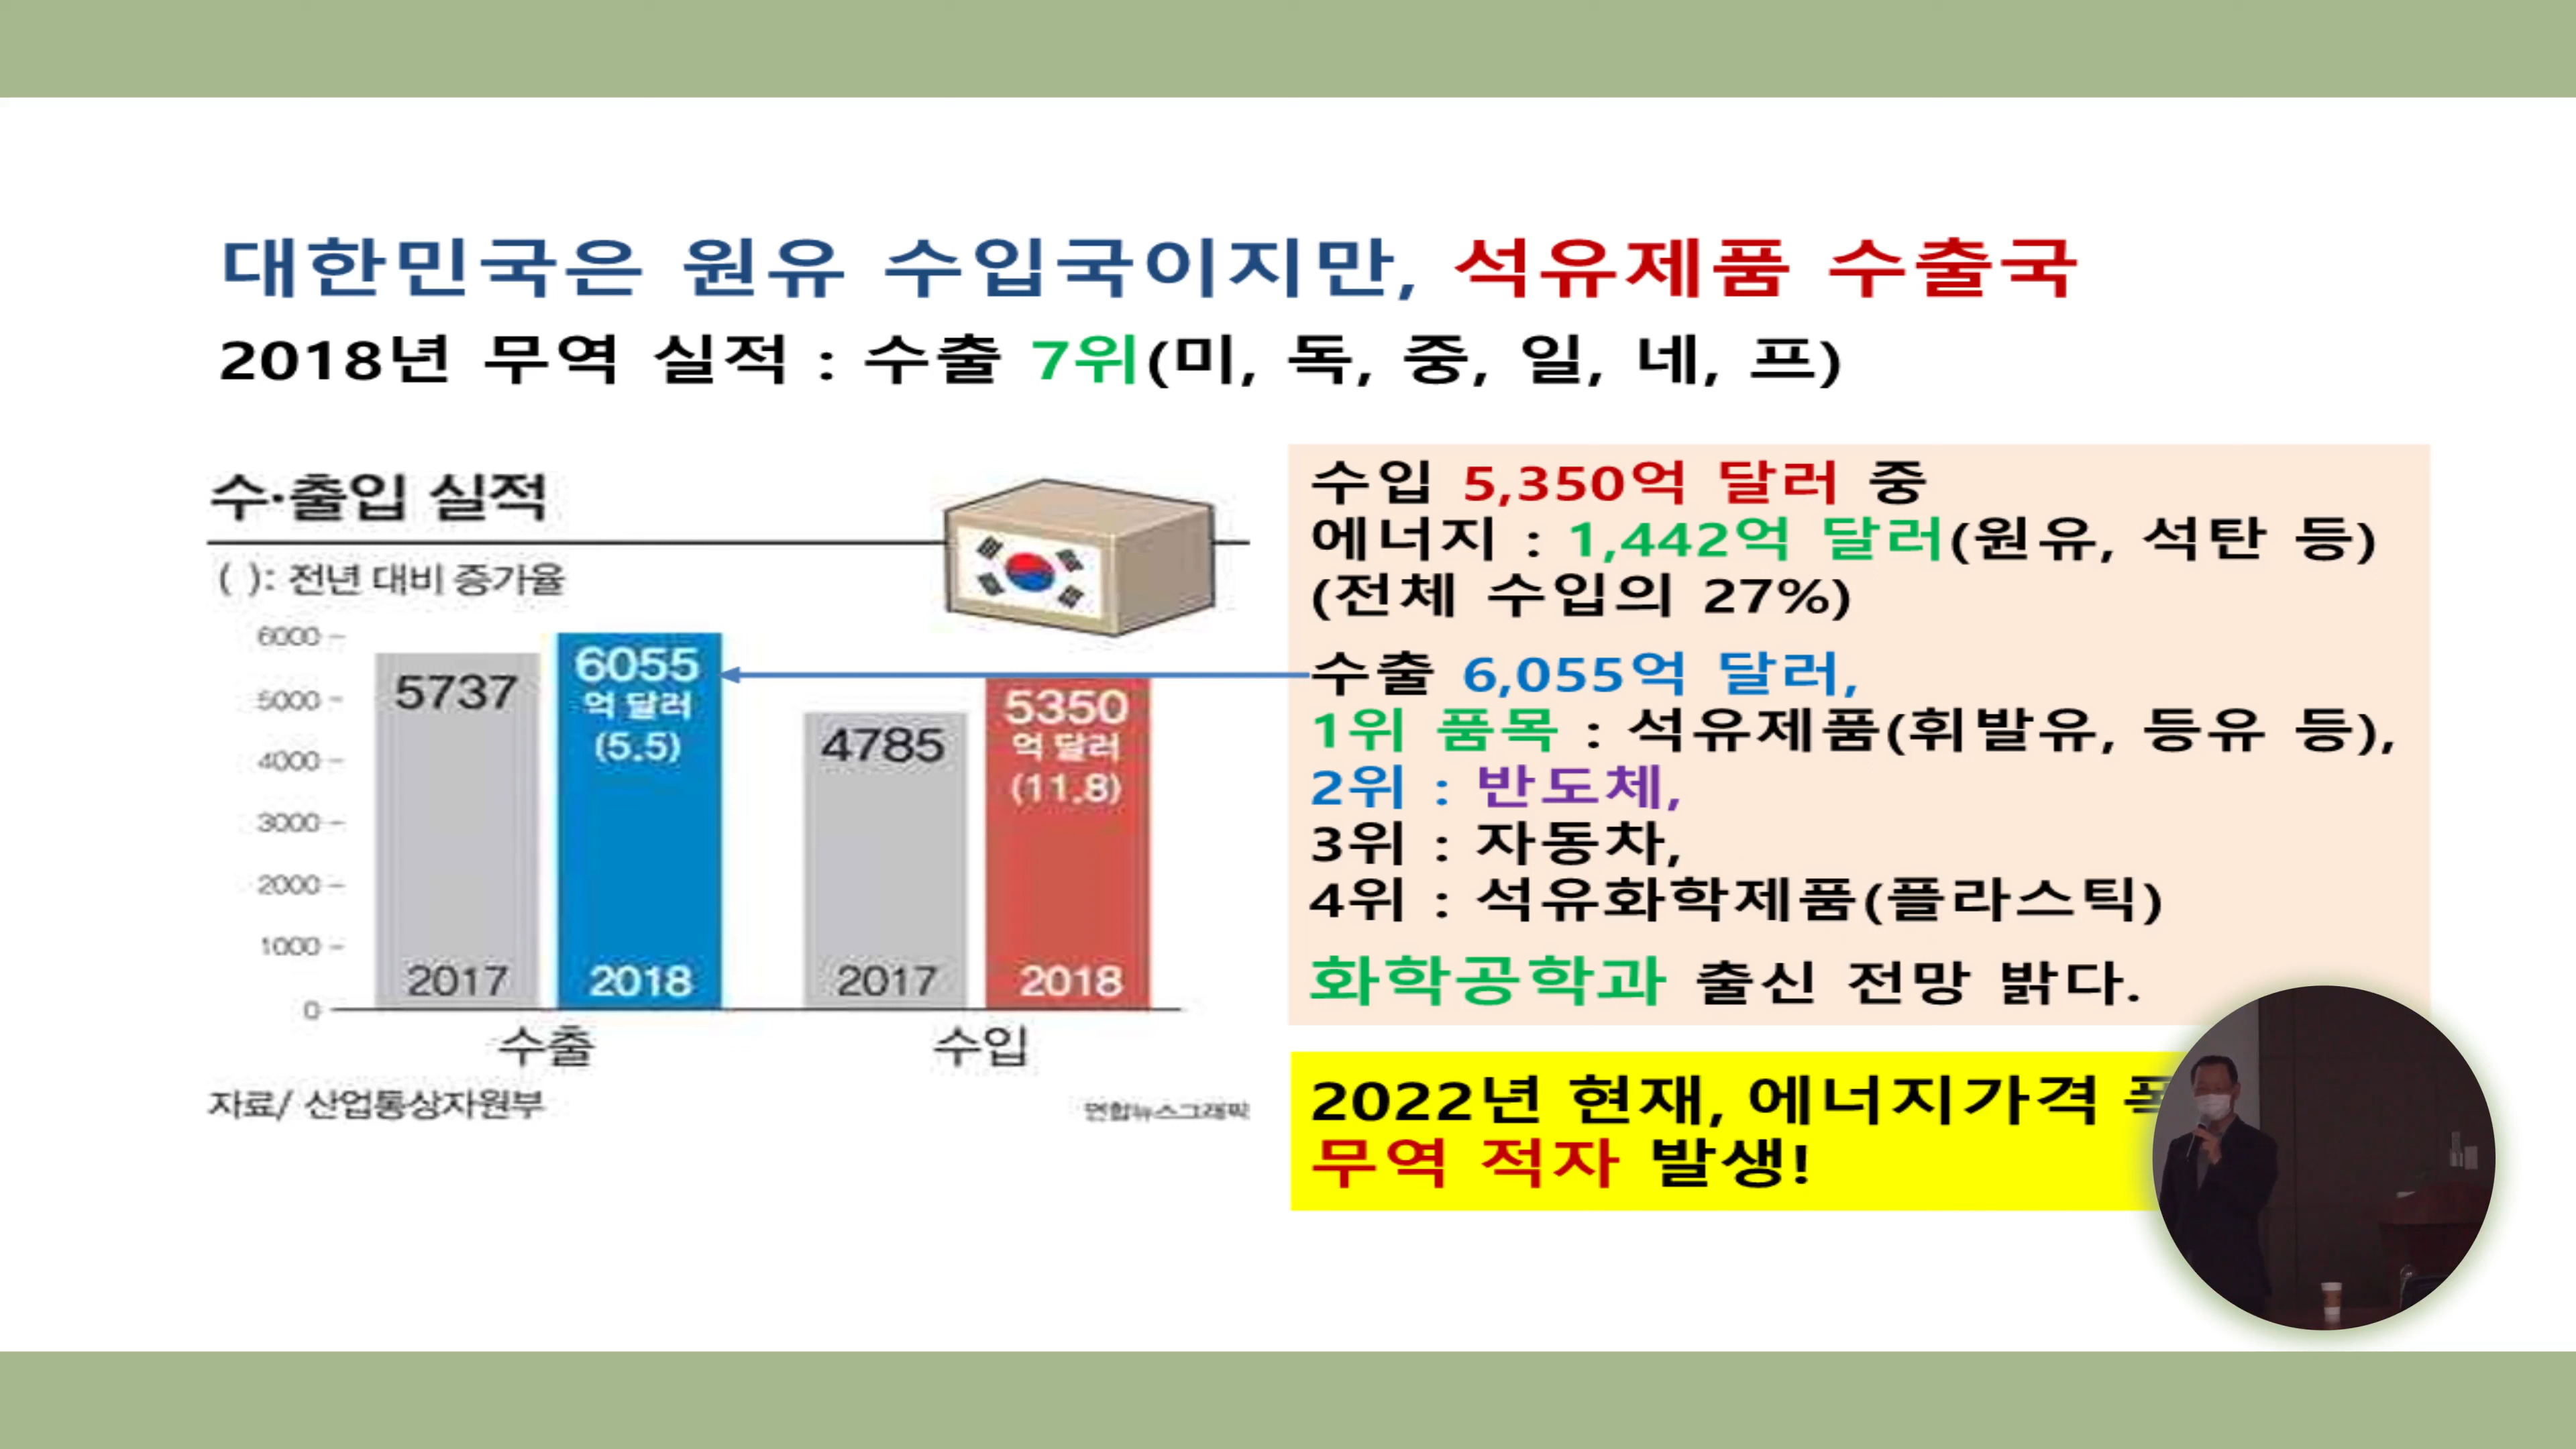 대한민국은 원유 수입국이지만, 석유제품 수출국
2018년 무역 실적 : 수출 7위(미, 독, 중, 일, 네, 프)
수·출입 실적
( ): 전년 대비 증가율
6000
5000
4000
3000
2000
1000
0
5737
2017
6055
억 달러
(5.5)
2018
4785
2017
5350
억 달러
(11.8)
2018
수출
수입
자료/ 산업통상자원부
연합뉴스그래픽
수입 5,350억 달러 중
에너지 : 1,442억 달러(원유, 석탄 등)
(전체 수입의 27%)
수출 6,055억 달러,
1위 품목 : 석유제품(휘발유, 등유 등),
2위 : 반도체,
3위 : 자동차,
4위 : 석유화학제품(플라스틱)
화학공학과 출신 전망 밝다.
2022년 현재, 에너지가격
무역 적자 발생!